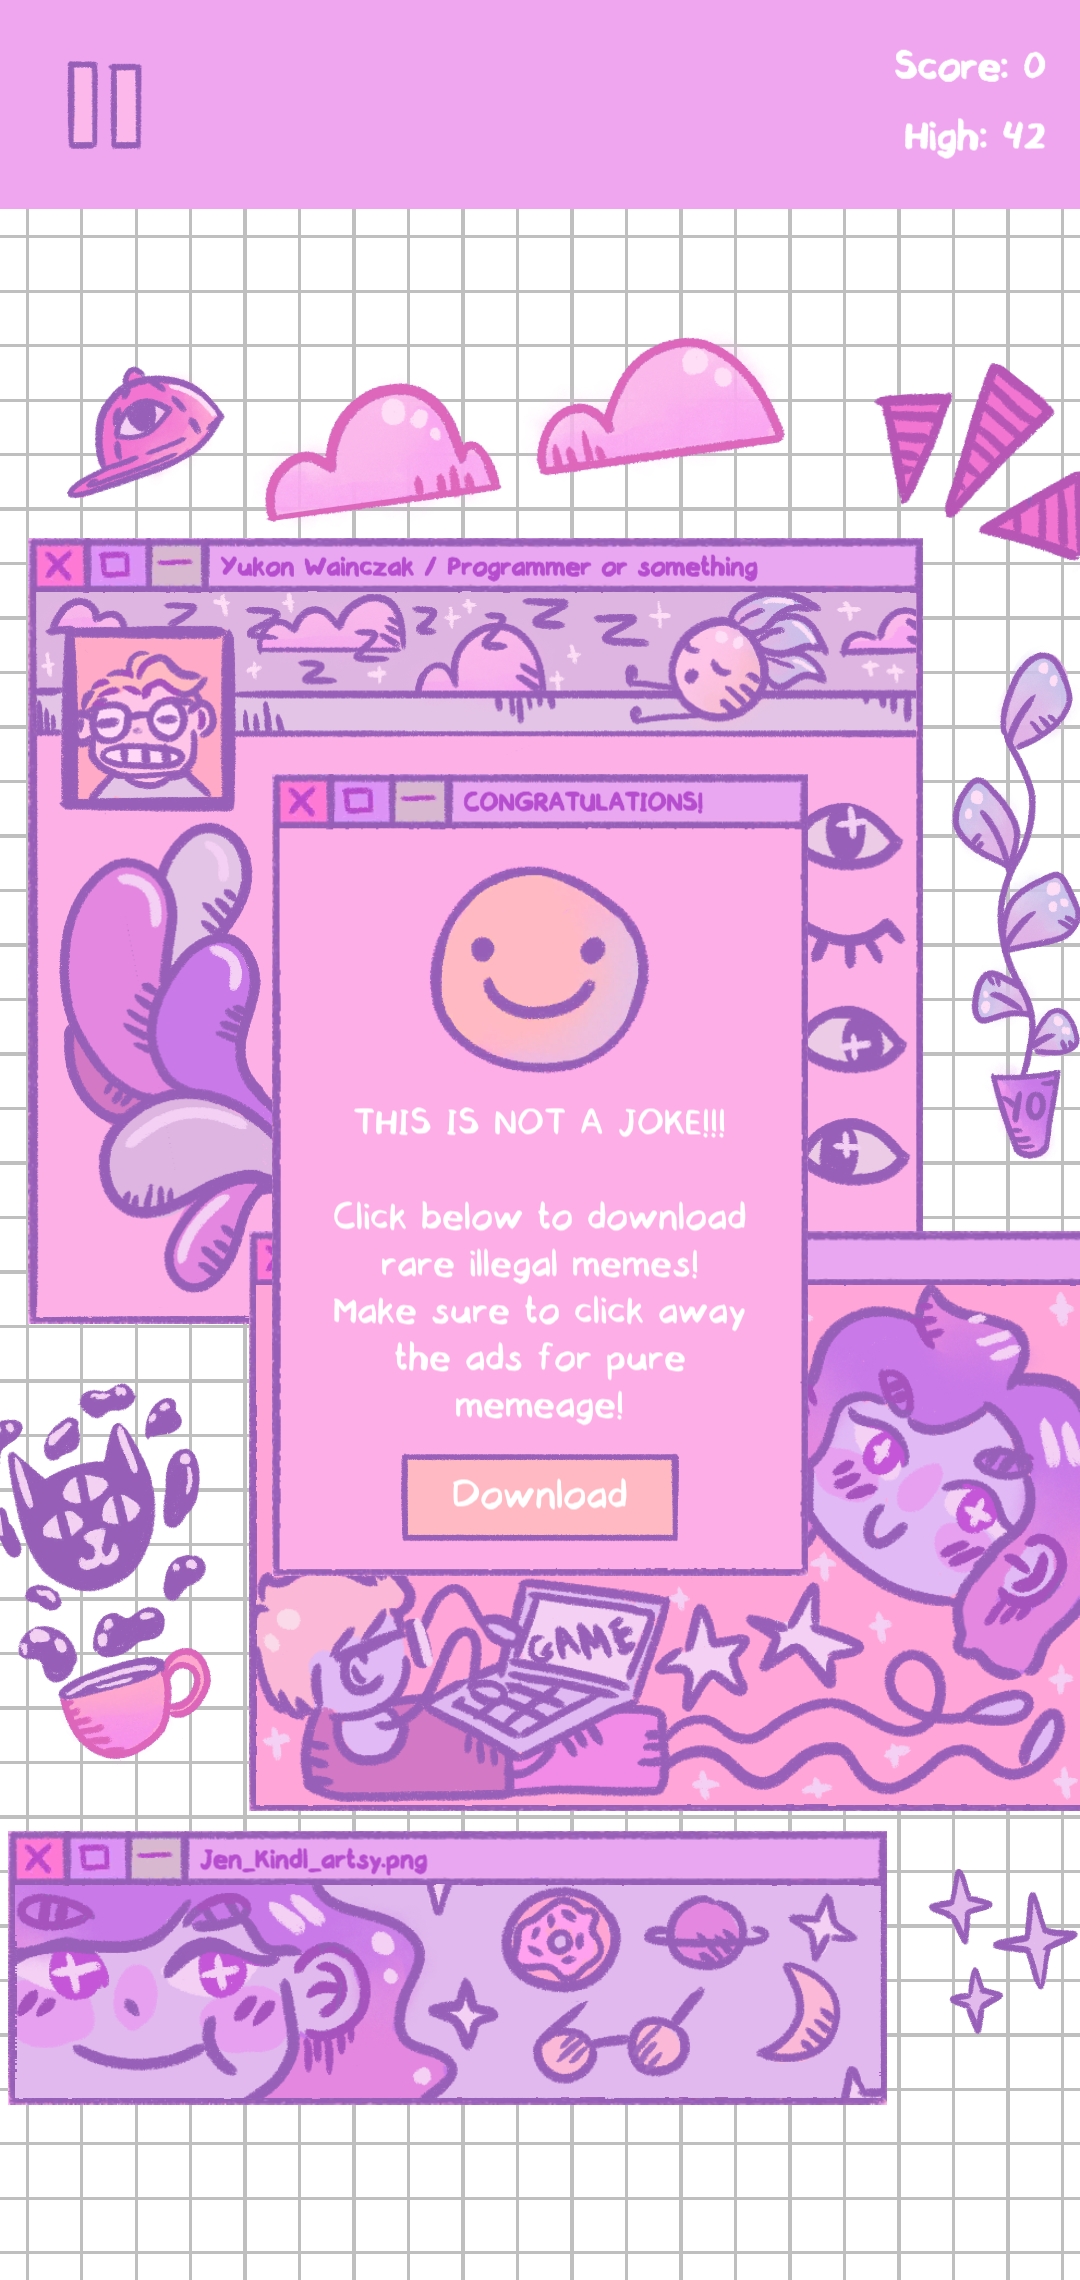 Score: 0
High: 42
Yukon Wainczak / Programmer or something
CONGRATULATIONS!
THIS IS NOT A JOKE!!!
Click below to download
rare illegal memes!
Make sure to click away
the ads for pure
memeage!
Download
YO
GAME
Jen_Kindl_artsy.png